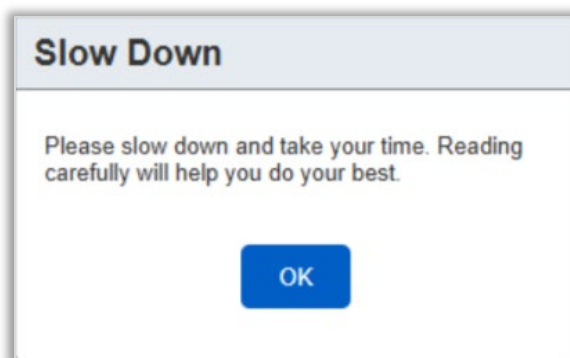 Slow Down
Please slow down and take your time. Reading
carefully will help you do your best.
OK